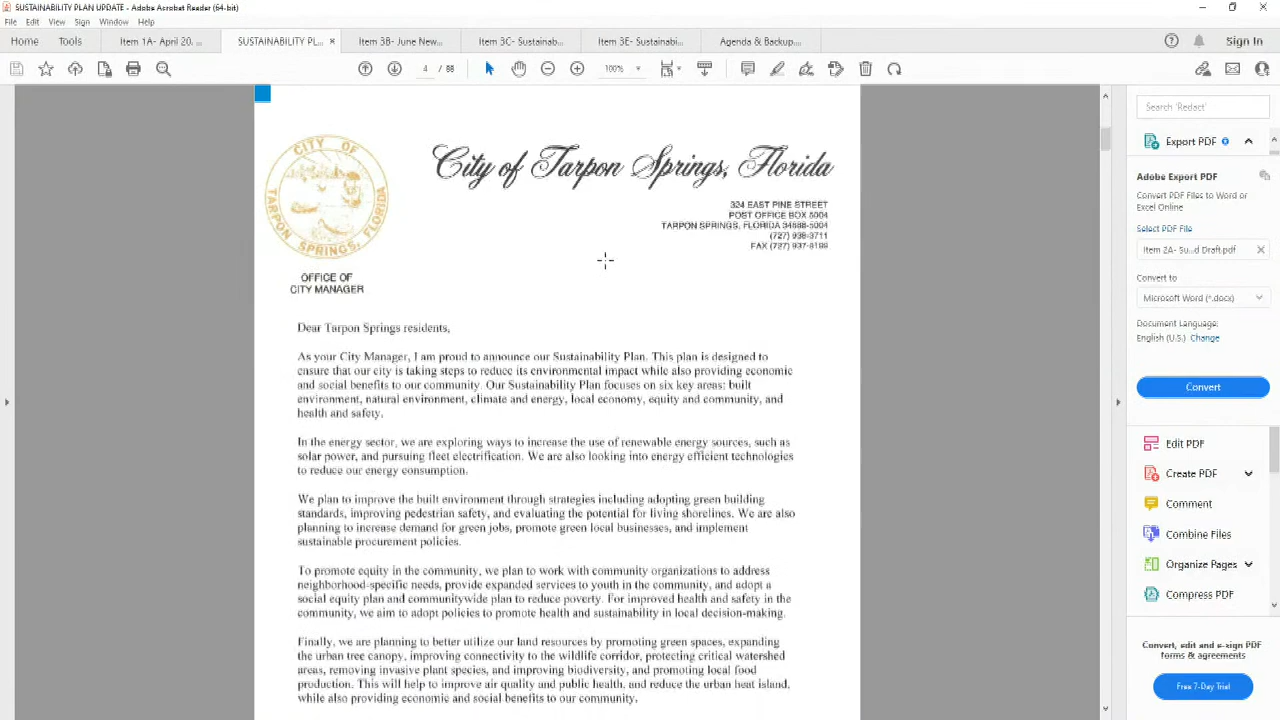 SUSTAINABILITY PLAN UPDATE - Adobe Acrobat Reader (64-bit)
File Edit View Sign Window Help
Home Tools Item 1A- April 20. ... SUSTAINABILITY PL... × Item 3B - June New... Item 3C - Sustainab... Item 3E - Sustainabi... Agenda & Backup... Sign In
4 / 88 100%
CITY OF TARPON SPRINGS, FLORIDA
City of Tarpon Springs, Florida
324 EAST PINE STREET
POST OFFICE BOX 5004
TARPON SPRINGS, FLORIDA 34688-5004
(727) 938-3711
FAX (727) 937-8199
OFFICE OF
CITY MANAGER
Dear Tarpon Springs residents,
As your City Manager, I am proud to announce our Sustainability Plan. This plan is designed to
ensure that our city is taking steps to reduce its environmental impact while also providing economic
and social benefits to our community. Our Sustainability Plan focuses on six key areas: built
environment, natural environment, climate and energy, local economy, equity and community, and
health and safety.
In the energy sector, we are exploring ways to increase the use of renewable energy sources, such as
solar power, and pursuing fleet electrification. We are also looking into energy efficient technologies
to reduce our energy consumption.
We plan to improve the built environment through strategies including adopting green building
standards, improving pedestrian safety, and evaluating the potential for living shorelines. We are also
planning to increase demand for green jobs, promote green local businesses, and implement
sustainable procurement policies.
To promote equity in the community, we plan to work with community organizations to address
neighborhood-specific needs, provide expanded services to youth in the community, and adopt a
social equity plan and communitywide plan to reduce poverty. For improved health and safety in the
community, we aim to adopt policies to promote health and sustainability in local decision-making.
Finally, we are planning to better utilize our land resources by promoting green spaces, expanding
the urban tree canopy, improving connectivity to the wildlife corridor, protecting critical watershed
areas, removing invasive plant species, and improving biodiversity, and promoting local food
production. This will help to improve air quality and public health, and reduce the urban heat island,
while also providing economic and social benefits to our community.
Search 'Redact'
Export PDF
Adobe Export PDF
Convert PDF Files to Word or
Excel Online
Select PDF File
Item 2A- Su...d Draft.pdf
Convert to
Microsoft Word (*.docx)
Document Language:
English (U.S.) Change
Convert
Edit PDF
Create PDF
Comment
Combine Files
Organize Pages
Compress PDF
Convert, edit and e-sign PDF
forms & agreements
Free 7-Day Trial